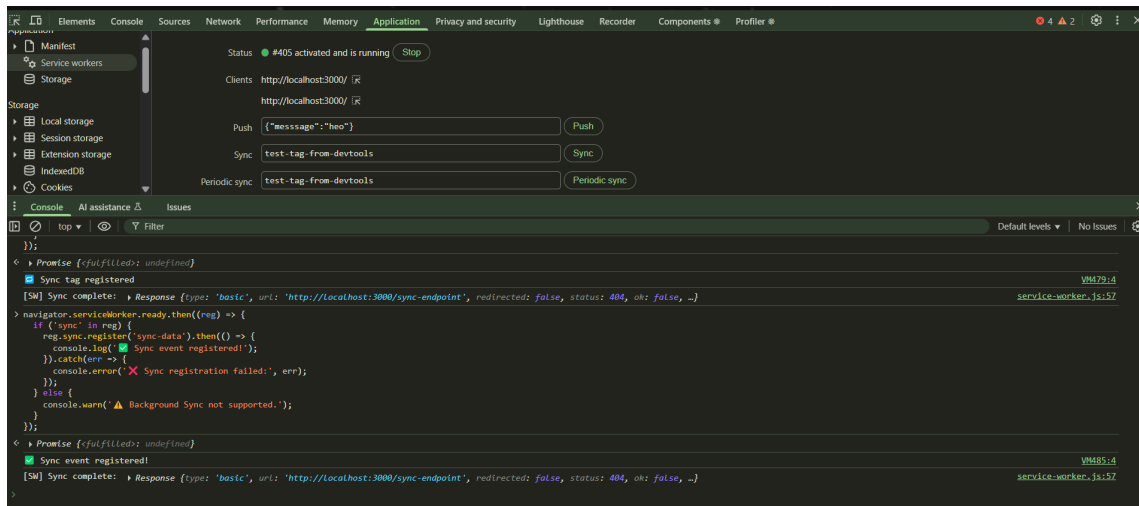 Elements Console Sources Network Performance Memory Application Privacy and security Lighthouse Recorder Components Profiler 4 2
Application
Manifest
Service workers
Storage
Storage
Local storage
Session storage
Extension storage
IndexedDB
Cookies
Status #405 activated and is running Stop
Clients http://localhost:3000/
http://localhost:3000/
Push {"messsage":"heo"} Push
Sync test-tag-from-devtools Sync
Periodic sync test-tag-from-devtools Periodic sync
Console AI assistance Issues
top Filter Default levels No Issues
});
Promise {<fulfilled>: undefined}
Sync tag registered VM479:4
[SW] Sync complete: Response {type: 'basic', url: 'http://localhost:3000/sync-endpoint', redirected: false, status: 404, ok: false, …} service-worker.js:57
> navigator.serviceWorker.ready.then((reg) => {
if ('sync' in reg) {
reg.sync.register('sync-data').then(() => {
console.log('✅ Sync event registered!');
}).catch(err => {
console.error('❌ Sync registration failed:', err);
});
} else {
console.warn('⚠️ Background Sync not supported.');
}
});
Promise {<fulfilled>: undefined}
✅ Sync event registered! VM485:4
[SW] Sync complete: Response {type: 'basic', url: 'http://localhost:3000/sync-endpoint', redirected: false, status: 404, ok: false, …} service-worker.js:57
>